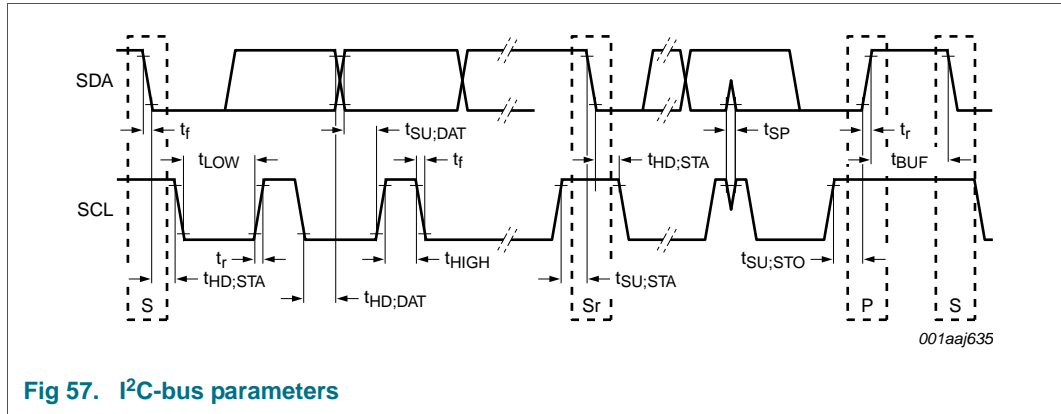 SDA
t_f
t_SU;DAT
t_SP
t_r
t_LOW
t_f
t_HD;STA
t_BUF
SCL
t_r
t_HD;STA
t_HIGH
t_SU;STA
t_SU;STO
t_HD;DAT
S
Sr
P
S
001aaj635
Fig 57. I²C-bus parameters